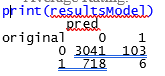 print(resultsModel)
pred
original 0 1
0 3041 103
1 718 6